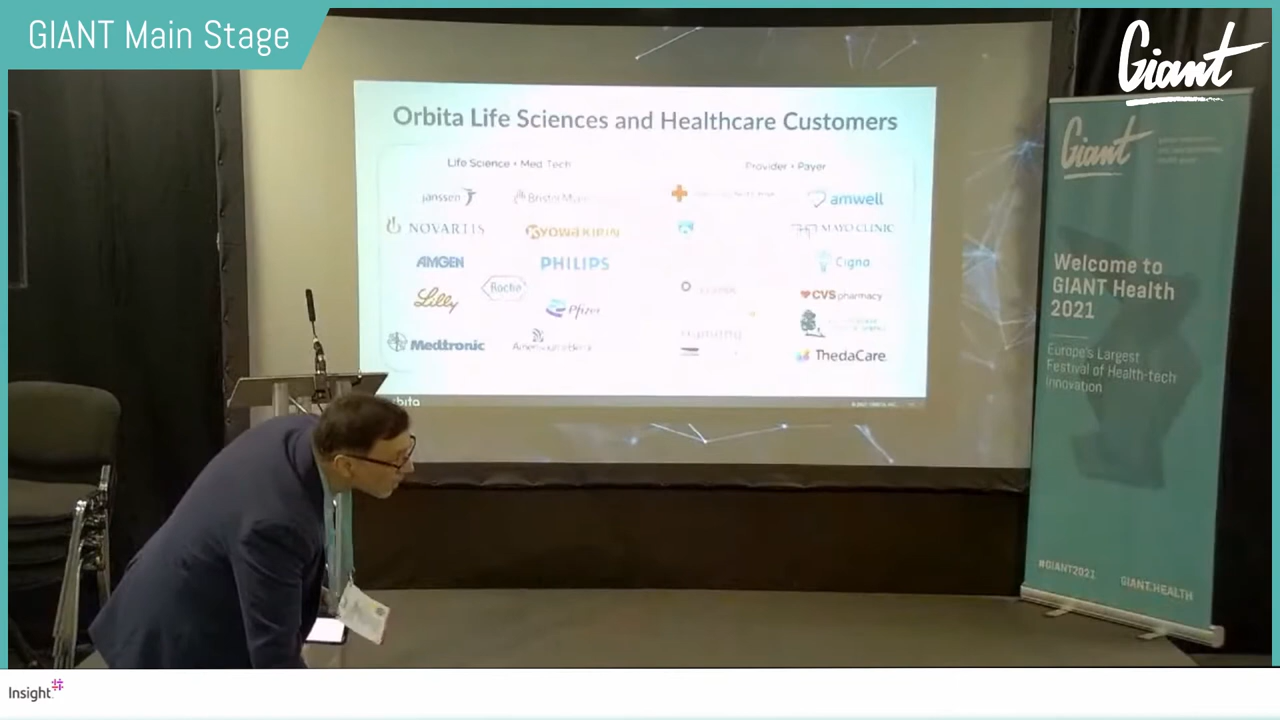 GIANT Main Stage
Giant
Orbita Life Sciences and Healthcare Customers
Life Science + Med Tech
Provider + Payer
janssen
Bristol
amwell
NOVARTIS
KYOWA KIRIN
MAYO CLINIC
AMGEN
PHILIPS
Cigna
Roche
Lilly
Pfizer
CVS pharmacy
Medtronic
ThedaCare
Giant
Welcome to
GIANT Health
2021
Europe's Largest
Festival of Health-tech
Innovation
#GIANT2021
GIANT.HEALTH
Insight